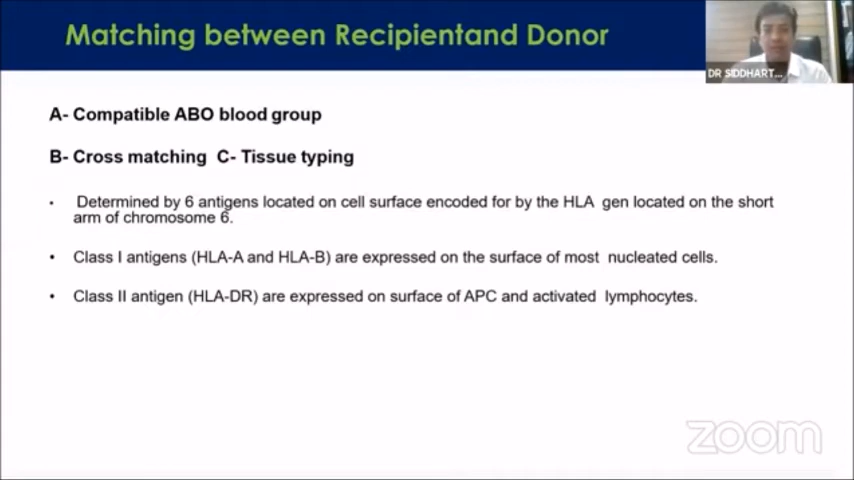 Matching between Recipientand Donor
DR SIDDHART...
A- Compatible ABO blood group
B- Cross matching C- Tissue typing
• Determined by 6 antigens located on cell surface encoded for by the HLA gen located on the short
arm of chromosome 6.
• Class I antigens (HLA-A and HLA-B) are expressed on the surface of most nucleated cells.
• Class II antigen (HLA-DR) are expressed on surface of APC and activated lymphocytes.
zoom